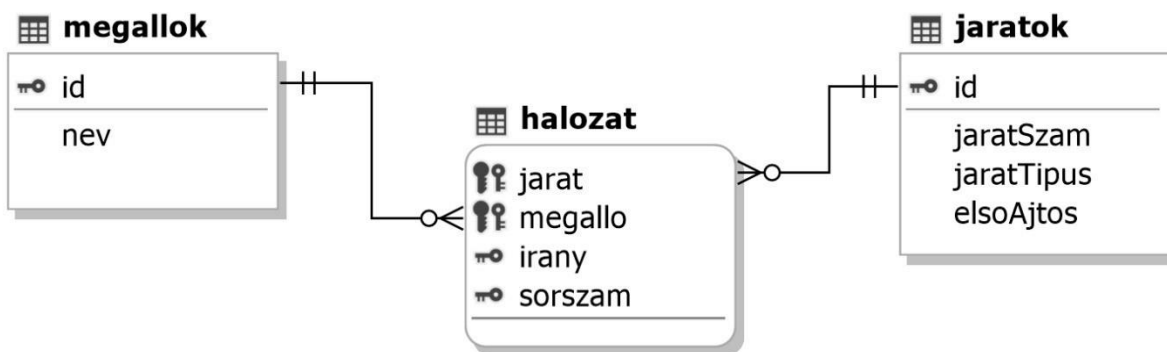 megallok
id
nev
halozat
jarat
megallo
irany
sorszam
jaratok
id
jaratSzam
jaratTipus
elsoAjtos